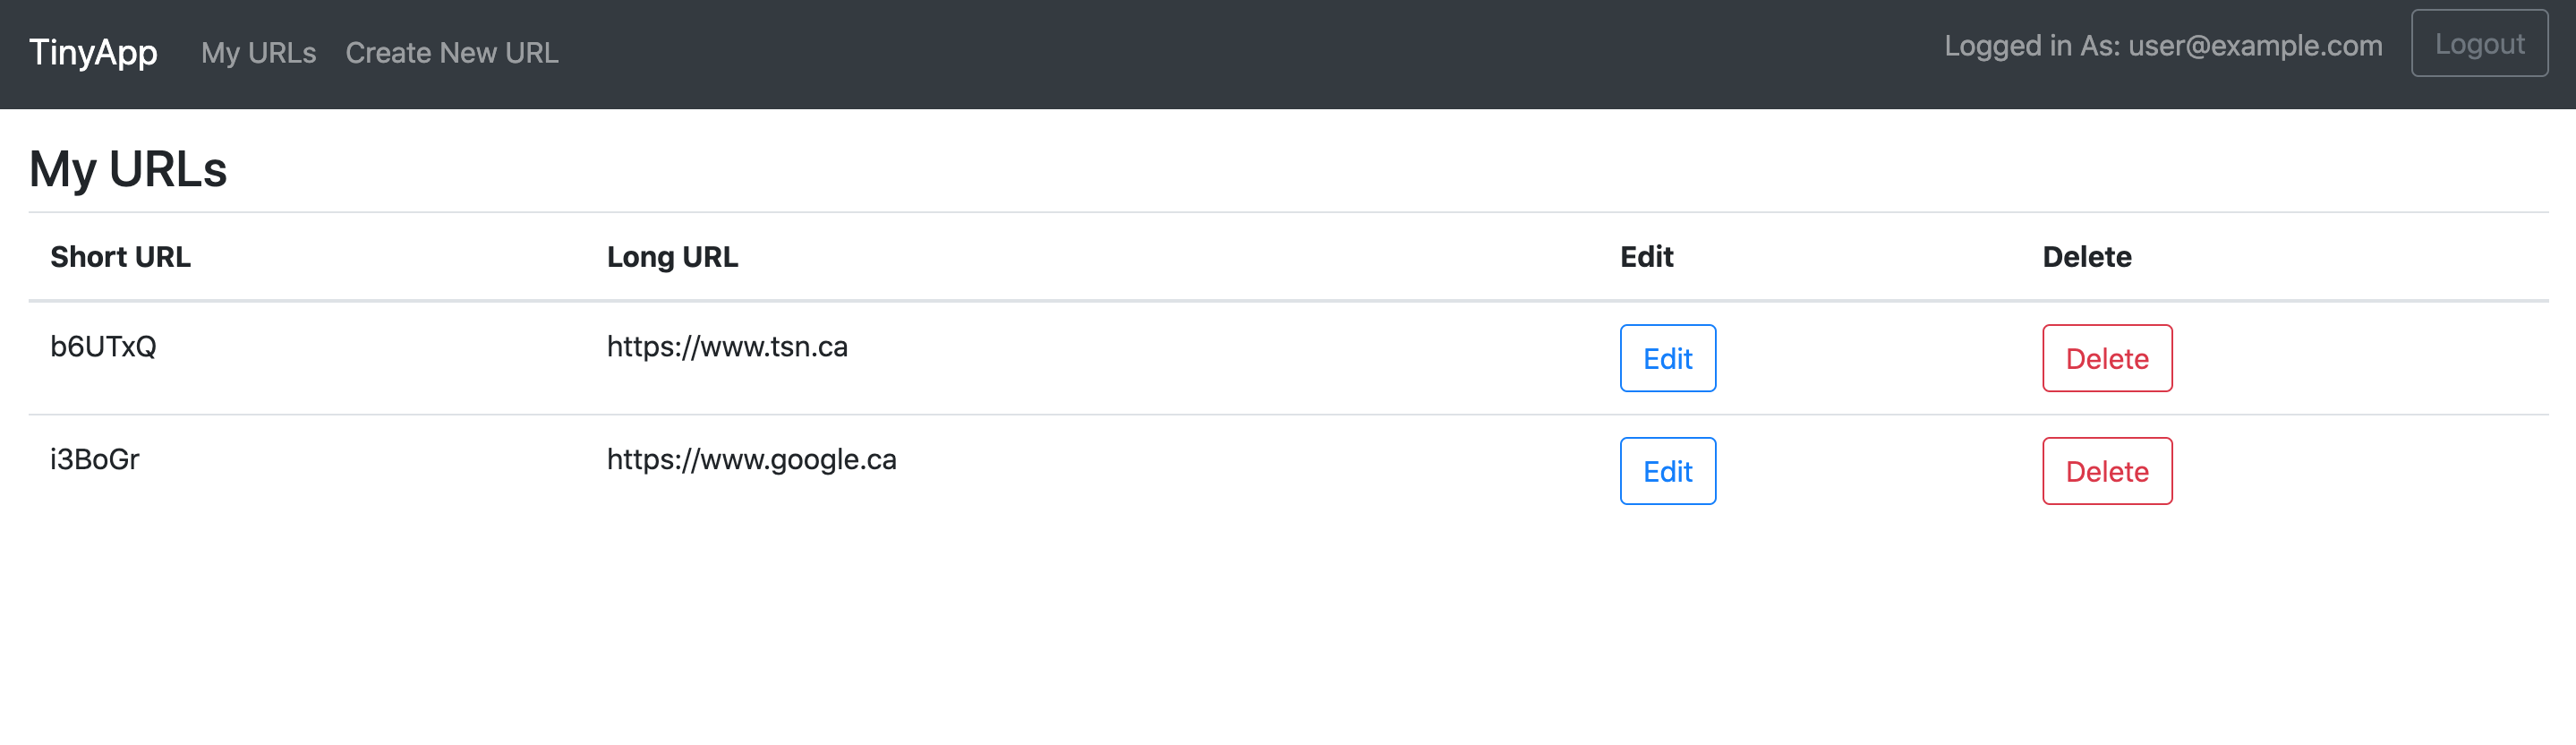 TinyApp My URLs Create New URL Logged in As: user@example.com Logout
My URLs
Short URL Long URL Edit Delete
b6UTxQ https://www.tsn.ca Edit Delete
i3BoGr https://www.google.ca Edit Delete